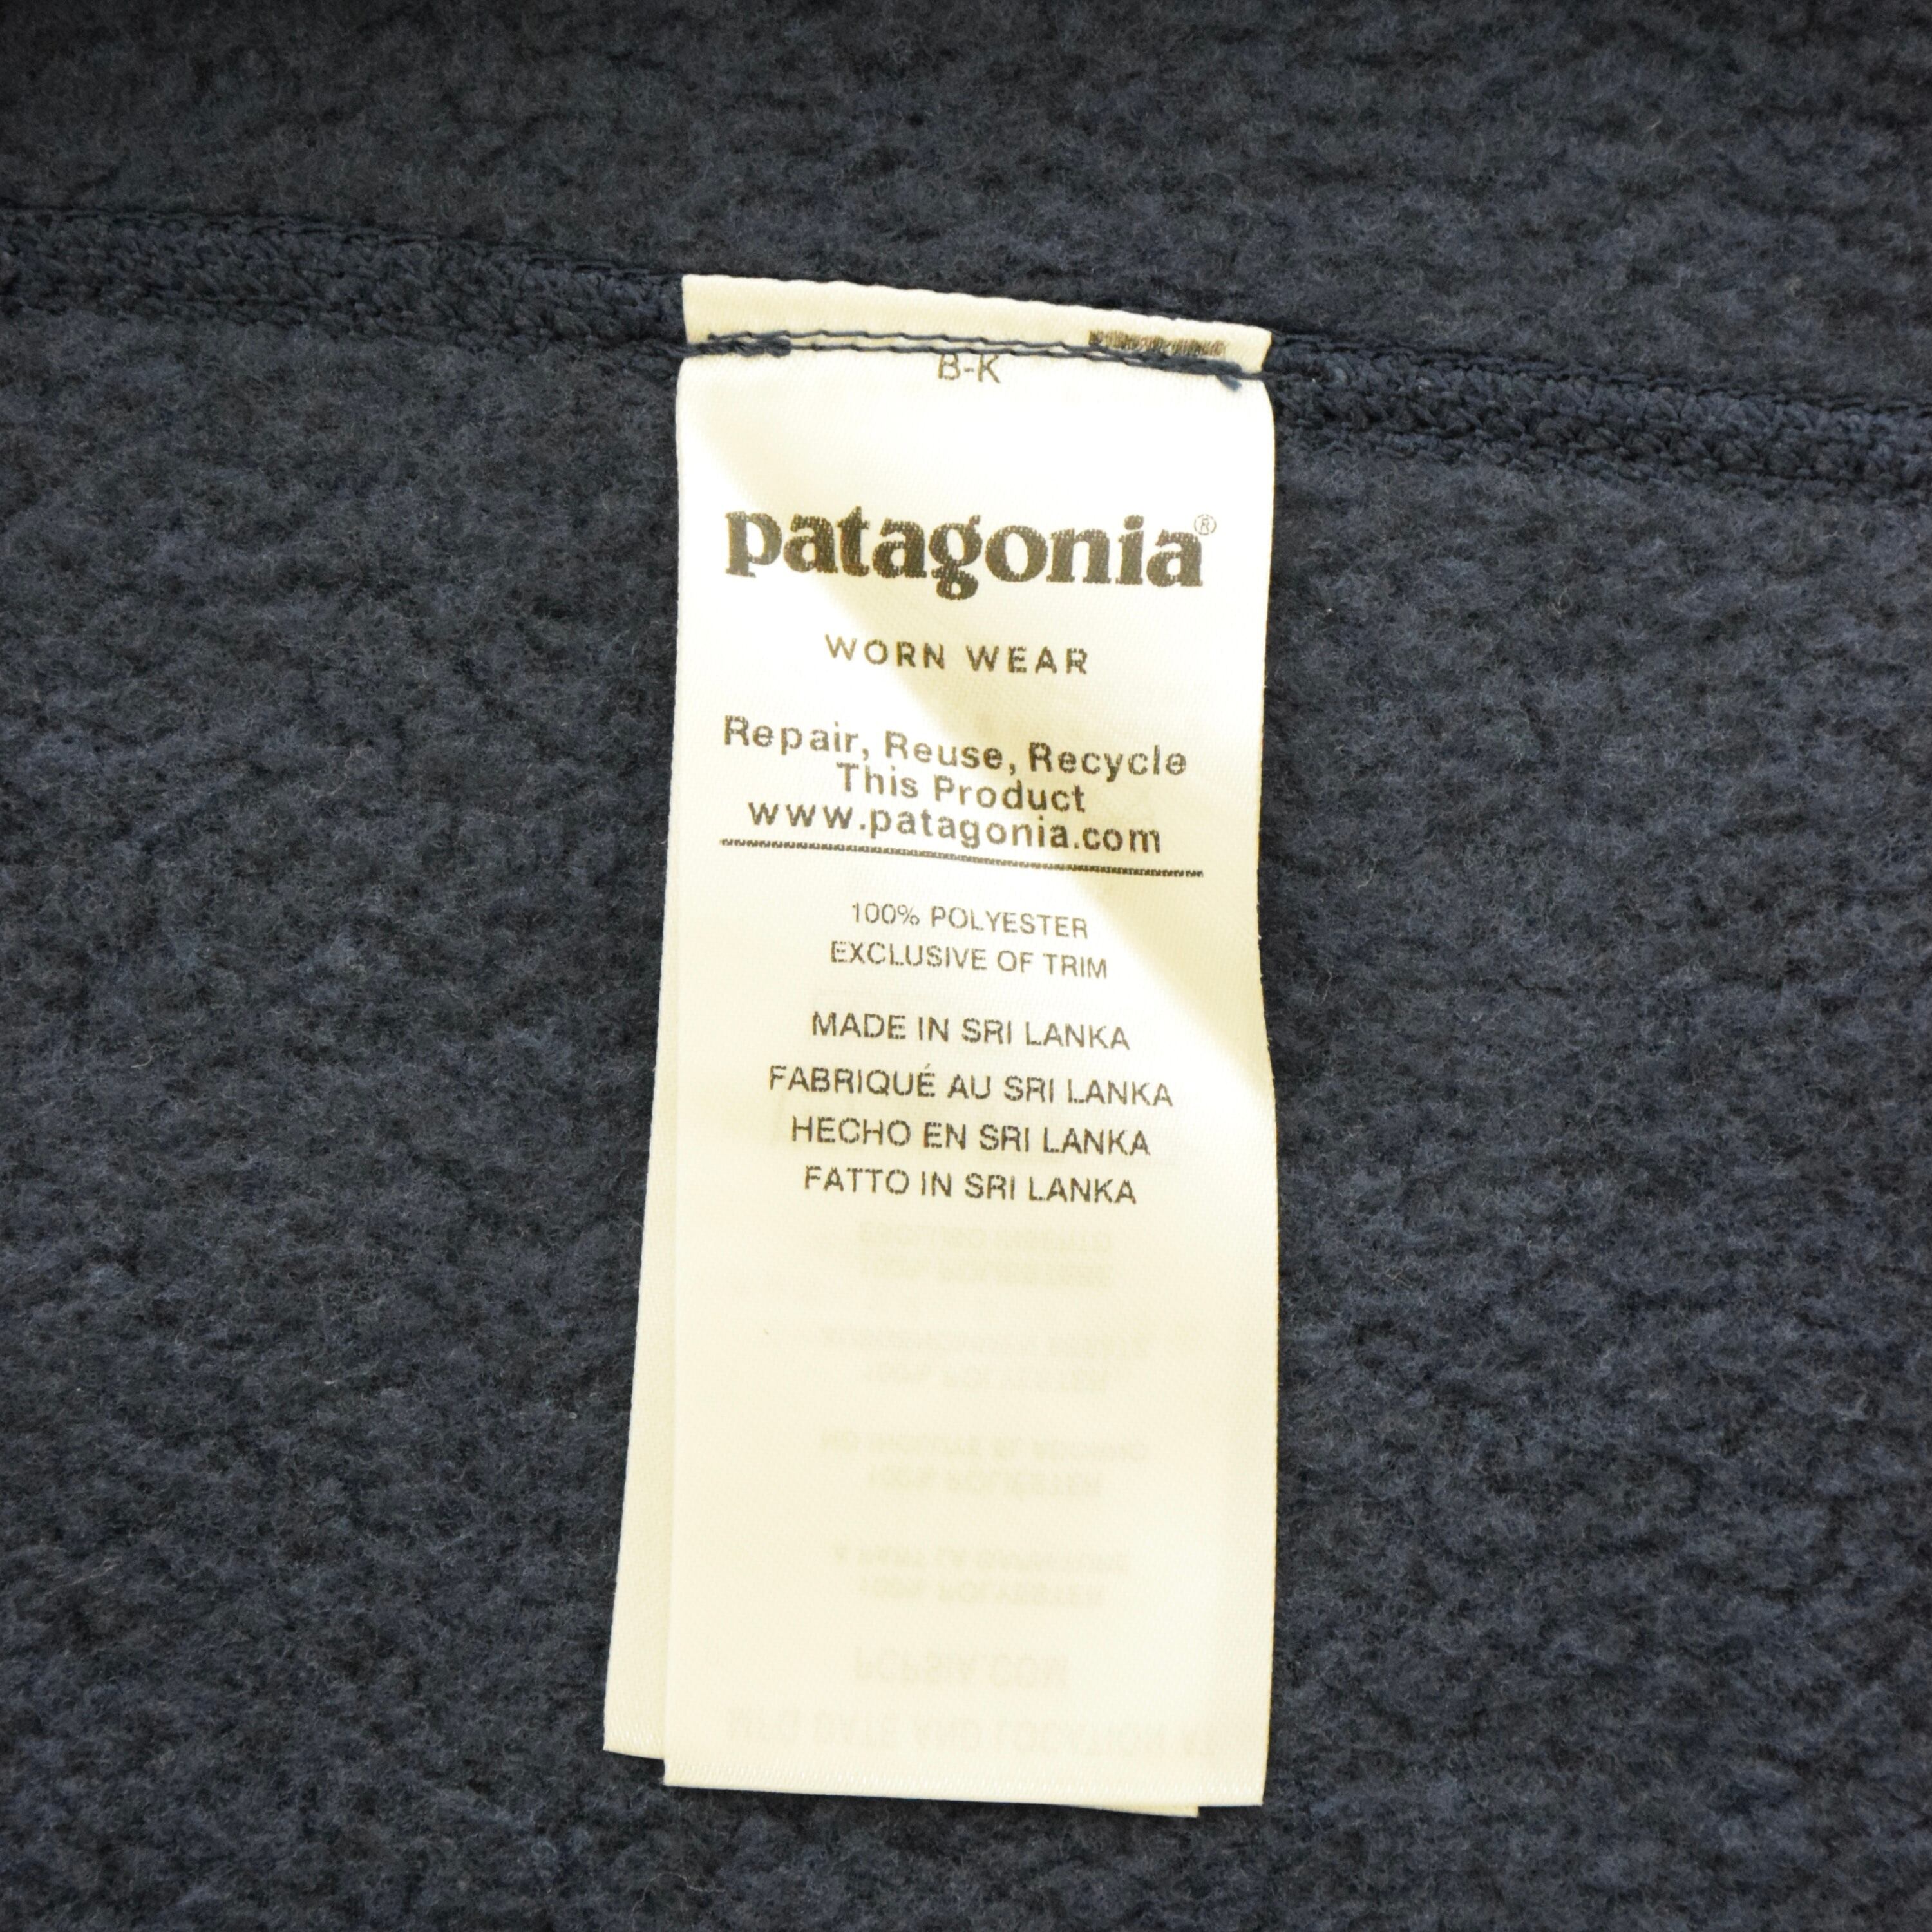 B-K
patagonia®
WORN WEAR
Repair, Reuse, Recycle
This Product
www.patagonia.com
100% POLYESTER
EXCLUSIVE OF TRIM
MADE IN SRI LANKA
FABRIQUÉ AU SRI LANKA
HECHO EN SRI LANKA
FATTO IN SRI LANKA